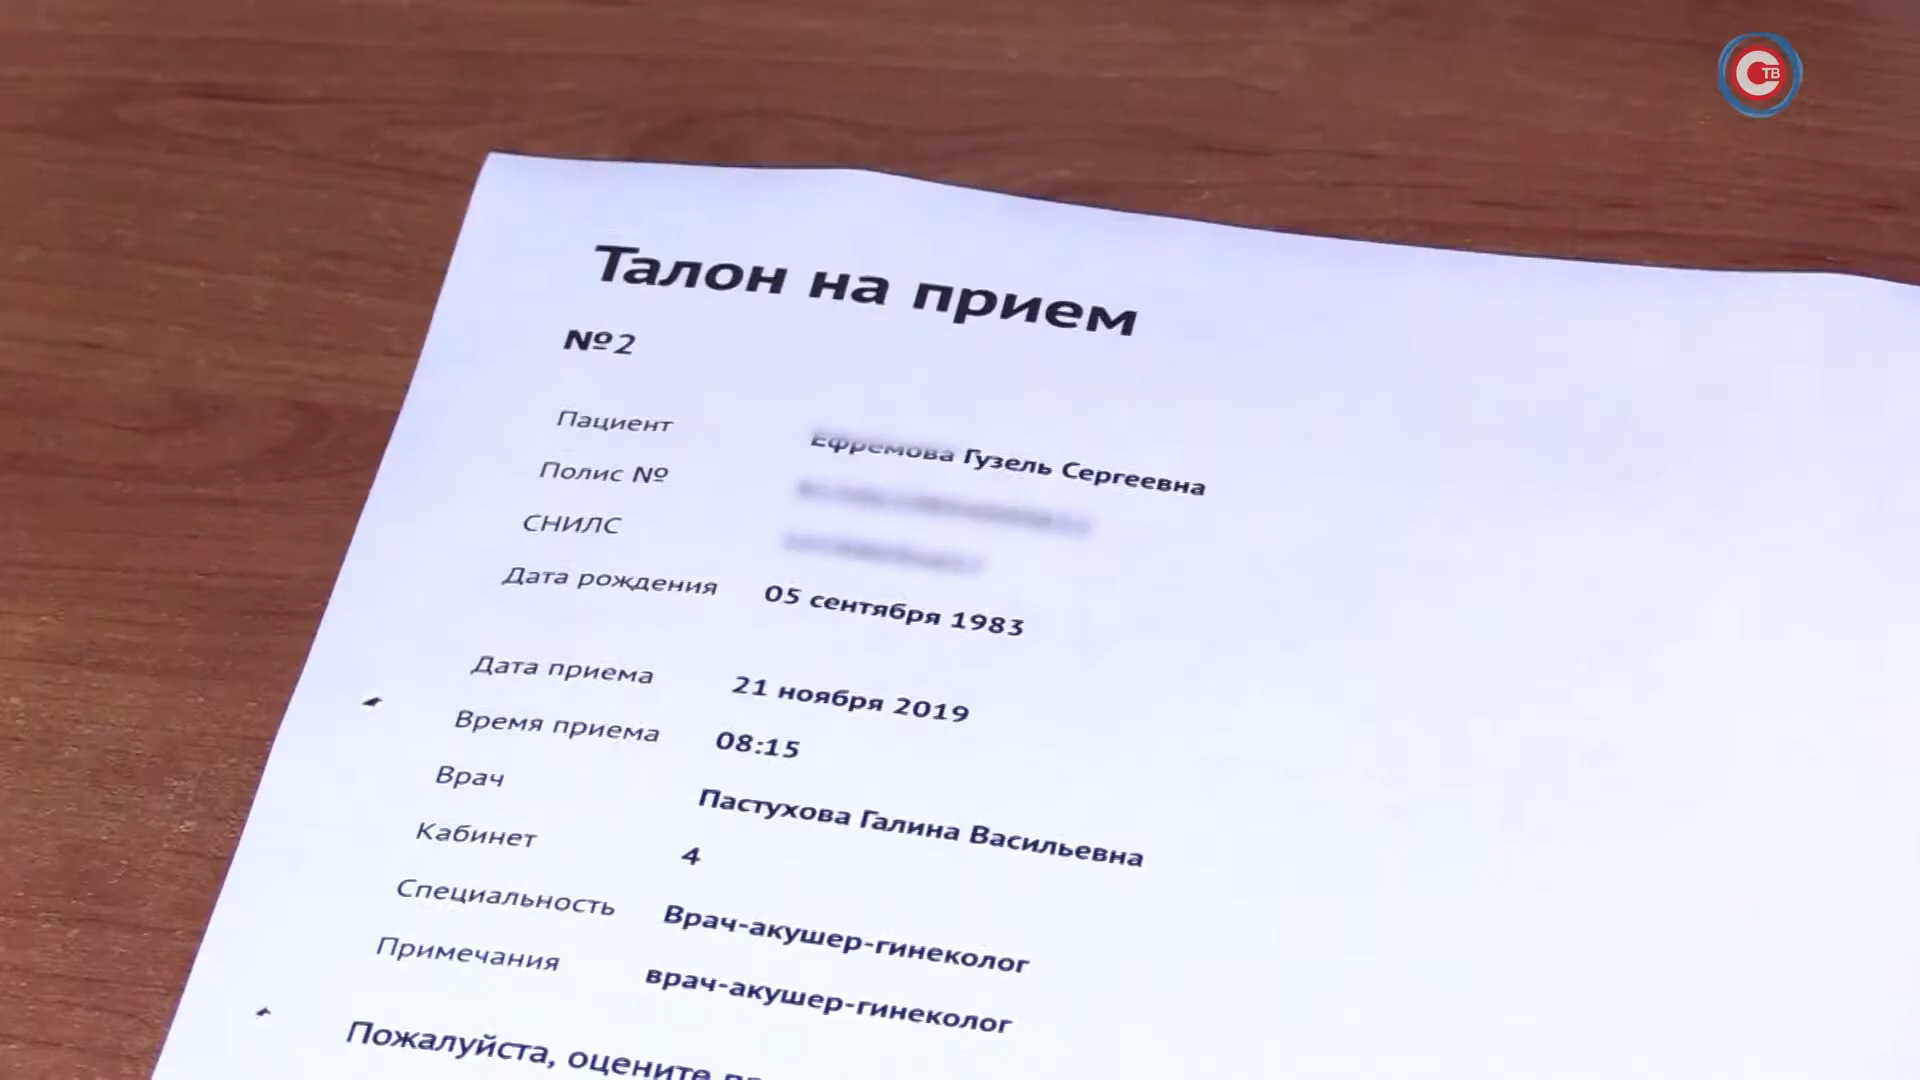 СТВ
Талон на прием
№2
Пациент Ефремова Гузель Сергеевна
Полис №
СНИЛС
Дата рождения 05 сентября 1983
Дата приема 21 ноября 2019
Время приема 08:15
Врач Пастухова Галина Васильевна
Кабинет 4
Специальность Врач-акушер-гинеколог
Примечания врач-акушер-гинеколог
Пожалуйста, оцените